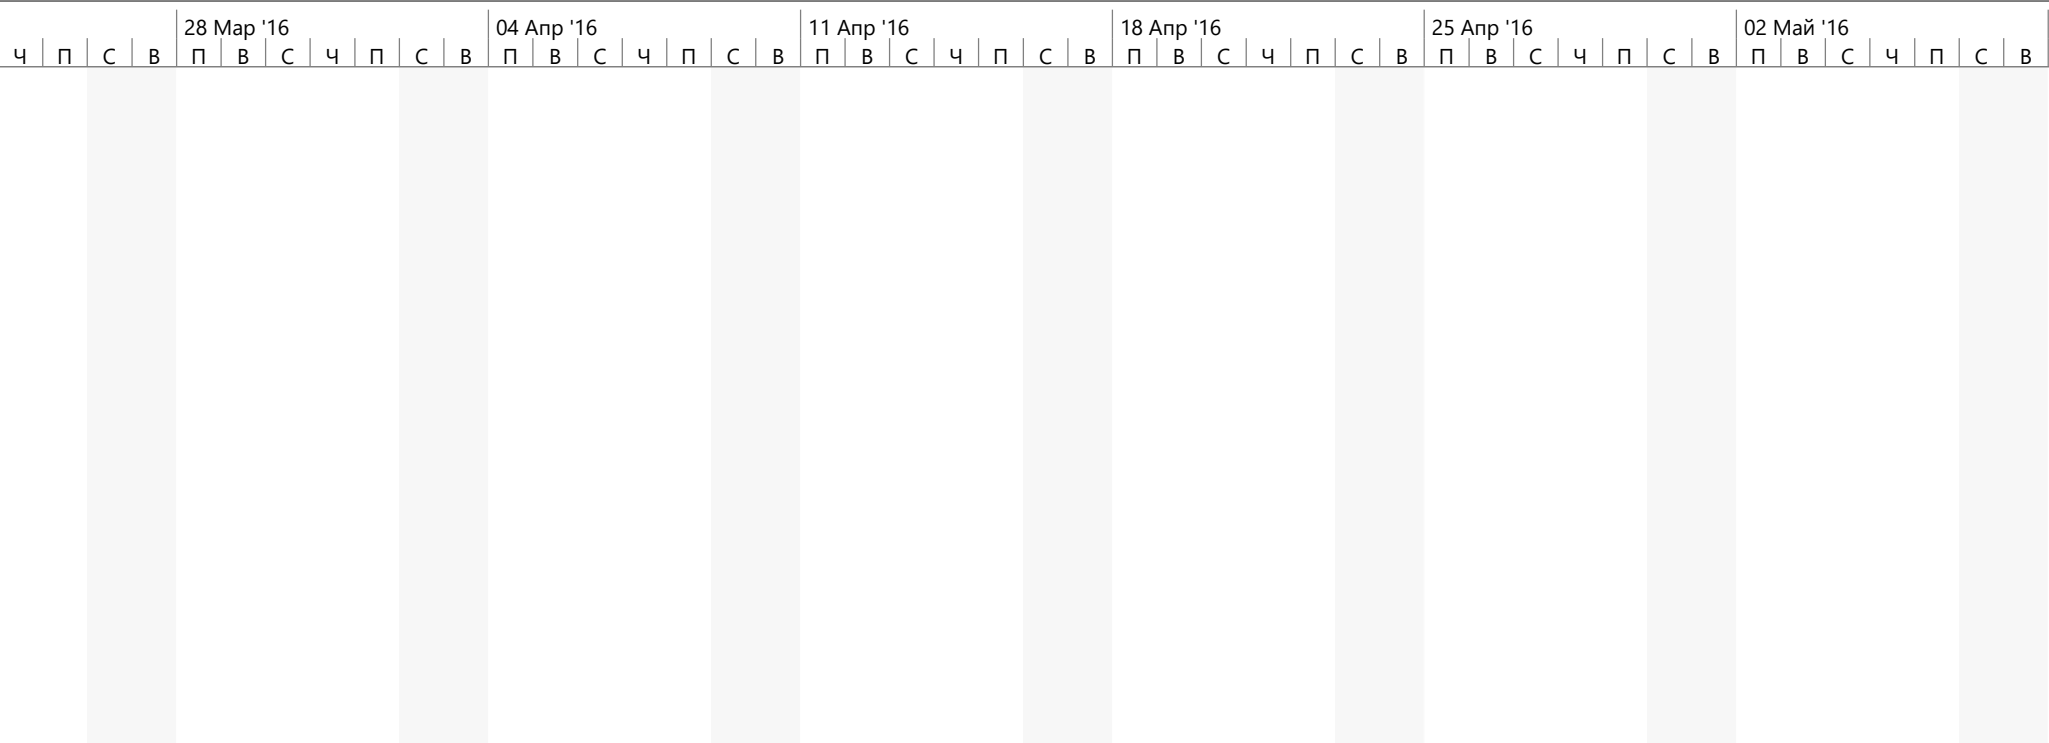 28 Мар '16 04 Апр '16 11 Апр '16 18 Апр '16 25 Апр '16 02 Май '16
Ч П С В П В С Ч П С В П В С Ч П С В П В С Ч П С В П В С Ч П С В П В С Ч П С В П В С Ч П С В